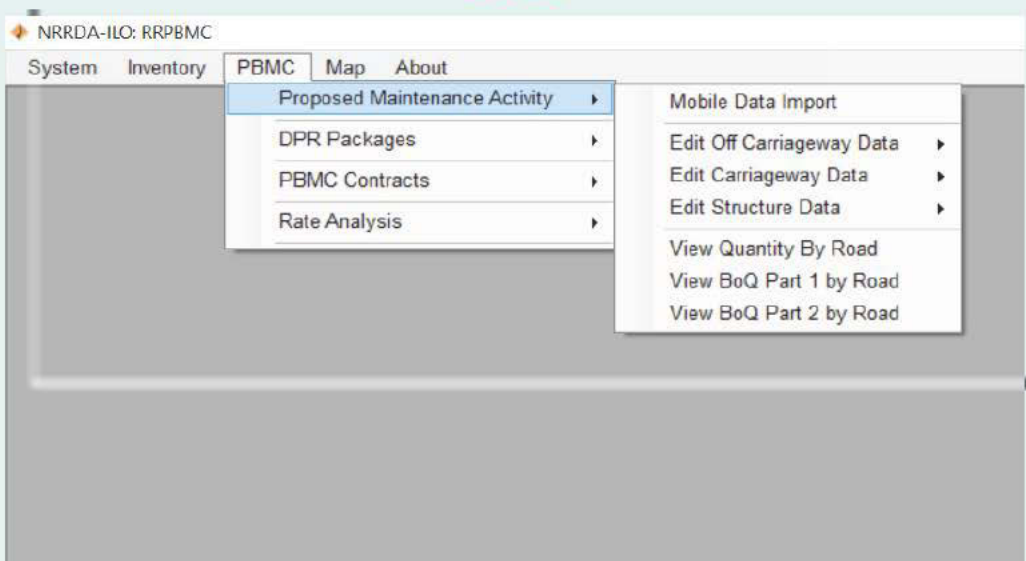 NRRDA-ILO: RRPBMC
System Inventory PBMC Map About
Proposed Maintenance Activity
DPR Packages
PBMC Contracts
Rate Analysis
Mobile Data Import
Edit Off Carriageway Data
Edit Carriageway Data
Edit Structure Data
View Quantity By Road
View BoQ Part 1 by Road
View BoQ Part 2 by Road